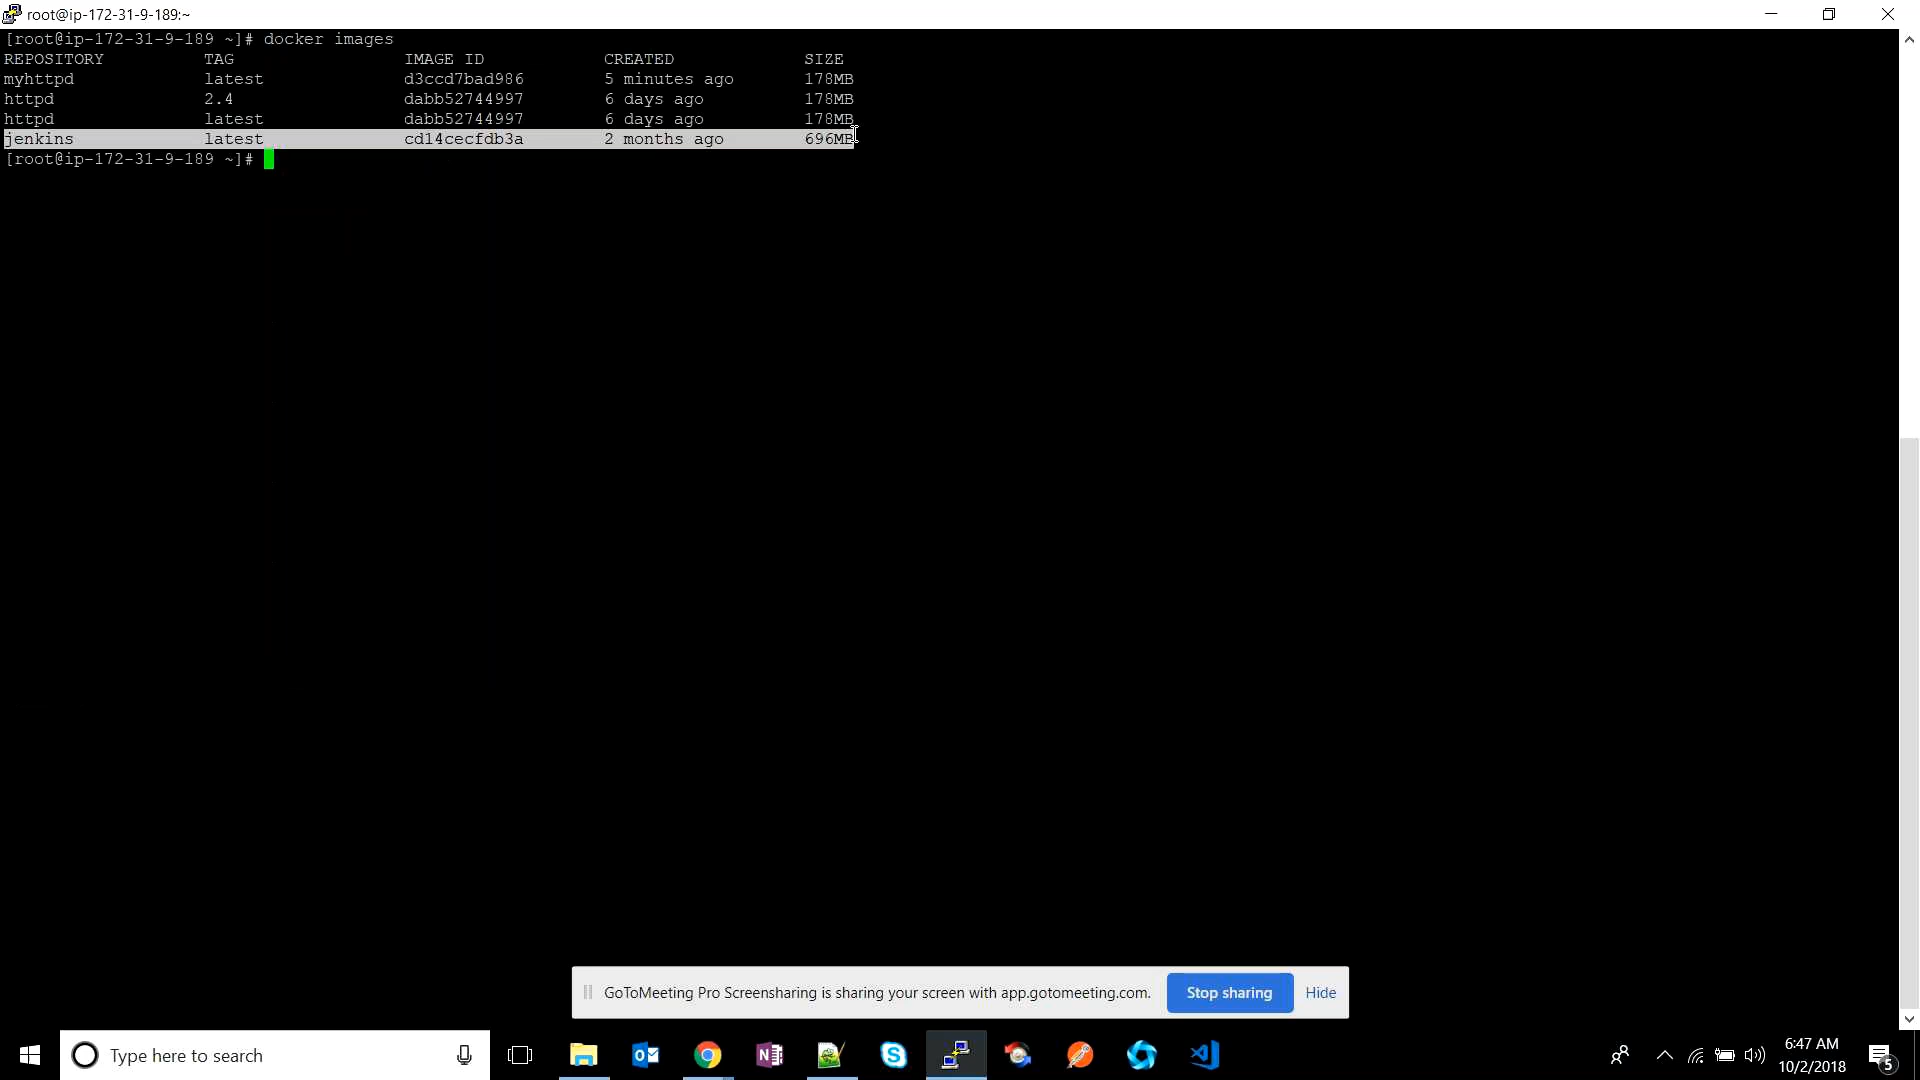 root@ip-172-31-9-189:~
[root@ip-172-31-9-189 ~]# docker images
REPOSITORY TAG IMAGE ID CREATED SIZE
myhttpd latest d3ccd7bad986 5 minutes ago 178MB
httpd 2.4 dabb52744997 6 days ago 178MB
httpd latest dabb52744997 6 days ago 178MB
jenkins latest cd14cecfdb3a 2 months ago 696MB
[root@ip-172-31-9-189 ~]#
GoToMeeting Pro Screensharing is sharing your screen with app.gotomeeting.com. Stop sharing Hide
Type here to search
6:47 AM
10/2/2018
5